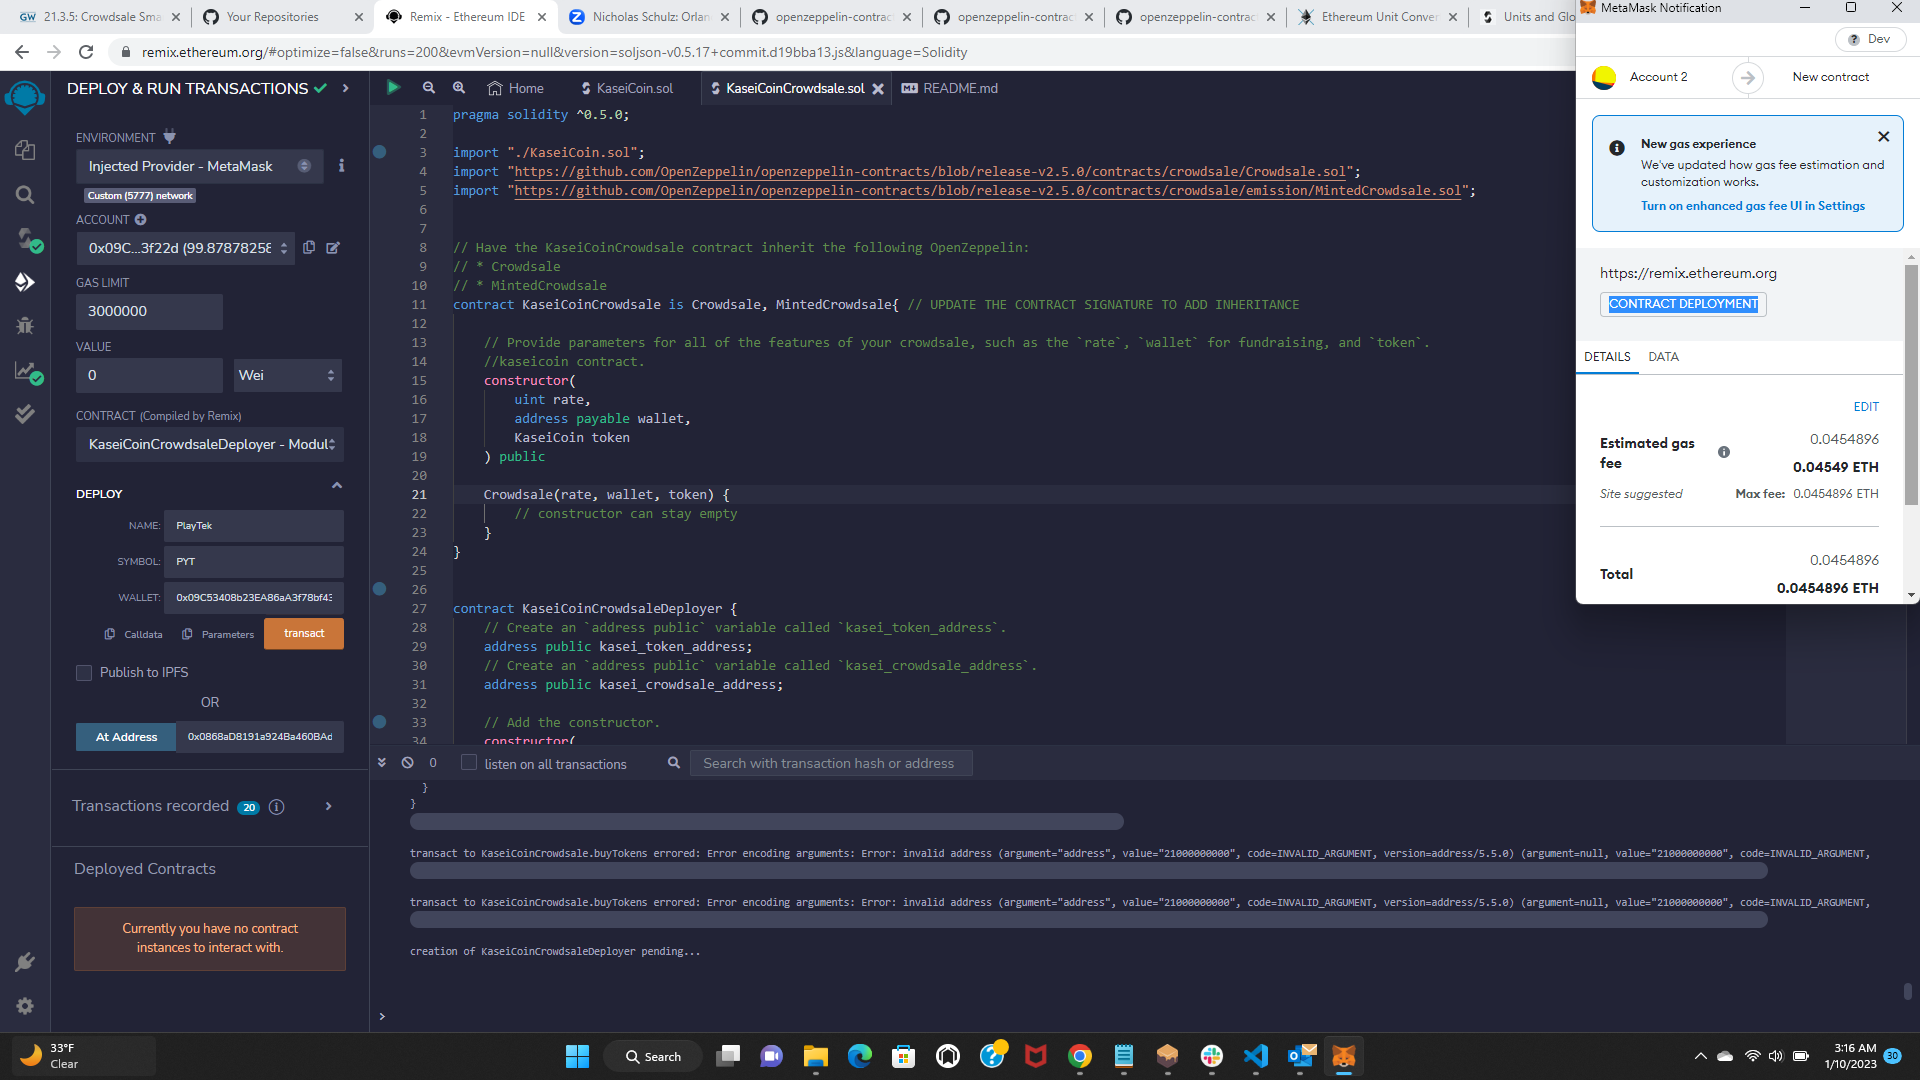 21.3.5: Crowdsale Sma
Your Repositories
Remix - Ethereum IDE
Nicholas Schulz: Orlan
openzeppelin-contrac
openzeppelin-contrac
openzeppelin-contrac
Ethereum Unit Conver
Units and Glo
remix.ethereum.org/#optimize=false&runs=200&evmVersion=null&version=soljson-v0.5.17+commit.d19bba13.js&language=Solidity
DEPLOY & RUN TRANSACTIONS
ENVIRONMENT
Injected Provider - MetaMask
Custom (5777) network
ACCOUNT
0x09C...3f22d (99.87878258
GAS LIMIT
3000000
VALUE
0
Wei
CONTRACT (Compiled by Remix)
KaseiCoinCrowdsaleDeployer - Modul
DEPLOY
NAME: PlayTek
SYMBOL: PYT
WALLET: 0x09C53408b23EA86aA3f78bf43
Calldata
Parameters
transact
Publish to IPFS
OR
At Address
0x0868aD8191a924Ba460BAd
Transactions recorded 20
Deployed Contracts
Currently you have no contract
instances to interact with.
Home
KaseiCoin.sol
KaseiCoinCrowdsale.sol
README.md
1 pragma solidity ^0.5.0;
2
3 import "./KaseiCoin.sol";
4 import "https://github.com/OpenZeppelin/openzeppelin-contracts/blob/release-v2.5.0/contracts/crowdsale/Crowdsale.sol";
5 import "https://github.com/OpenZeppelin/openzeppelin-contracts/blob/release-v2.5.0/contracts/crowdsale/emission/MintedCrowdsale.sol";
6
7
8 // Have the KaseiCoinCrowdsale contract inherit the following OpenZeppelin:
9 // * Crowdsale
10 // * MintedCrowdsale
11 contract KaseiCoinCrowdsale is Crowdsale, MintedCrowdsale{ // UPDATE THE CONTRACT SIGNATURE TO ADD INHERITANCE
12
13 // Provide parameters for all of the features of your crowdsale, such as the `rate`, `wallet` for fundraising, and `token`.
14 //kaseicoin contract.
15 constructor(
16 uint rate,
17 address payable wallet,
18 KaseiCoin token
19 ) public
20
21 Crowdsale(rate, wallet, token) {
22 // constructor can stay empty
23 }
24 }
25
26
27 contract KaseiCoinCrowdsaleDeployer {
28 // Create an `address public` variable called `kasei_token_address`.
29 address public kasei_token_address;
30 // Create an `address public` variable called `kasei_crowdsale_address`.
31 address public kasei_crowdsale_address;
32
33 // Add the constructor.
34 constructor(
0
listen on all transactions
Search with transaction hash or address
}
}
transact to KaseiCoinCrowdsale.buyTokens errored: Error encoding arguments: Error: invalid address (argument="address", value="21000000000", code=INVALID_ARGUMENT, version=address/5.5.0) (argument=null, value="21000000000", code=INVALID_ARGUMENT,
transact to KaseiCoinCrowdsale.buyTokens errored: Error encoding arguments: Error: invalid address (argument="address", value="21000000000", code=INVALID_ARGUMENT, version=address/5.5.0) (argument=null, value="21000000000", code=INVALID_ARGUMENT,
creation of KaseiCoinCrowdsaleDeployer pending...
>
MetaMask Notification
Dev
Account 2
New contract
New gas experience
We've updated how gas fee estimation and
customization works.
Turn on enhanced gas fee UI in Settings
https://remix.ethereum.org
CONTRACT DEPLOYMENT
DETAILS
DATA
EDIT
Estimated gas
fee
0.0454896
0.04549 ETH
Site suggested
Max fee: 0.0454896 ETH
Total
0.0454896
0.0454896 ETH
33°F
Clear
Search
3:16 AM
1/10/2023
30